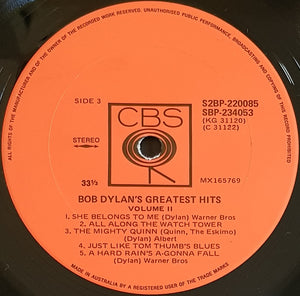 ALL RIGHTS OF THE MANUFACTURER AND OF THE OWNER OF THE RECORDED WORK RESERVED. UNAUTHORISED PUBLIC PERFORMANCE, BROADCASTING AND COPYING OF THIS RECORD PROHIBITED
SIDE 3
CBS
S2BP-220085
SBP-234053
(KG 31120)
(C 31122)
STEREO
33⅓
MX165769
BOB DYLAN'S GREATEST HITS
VOLUME II
1. SHE BELONGS TO ME (Dylan) Warner Bros
2. ALL ALONG THE WATCH TOWER
3. THE MIGHTY QUINN (Quinn, The Eskimo)
(Dylan) Albert
4. JUST LIKE TOM THUMB'S BLUES
5. A HARD RAIN'S A-GONNA FALL
(Dylan) Warner Bros
MADE IN AUSTRALIA BY A REGISTERED USER OF THE TRADE MARK